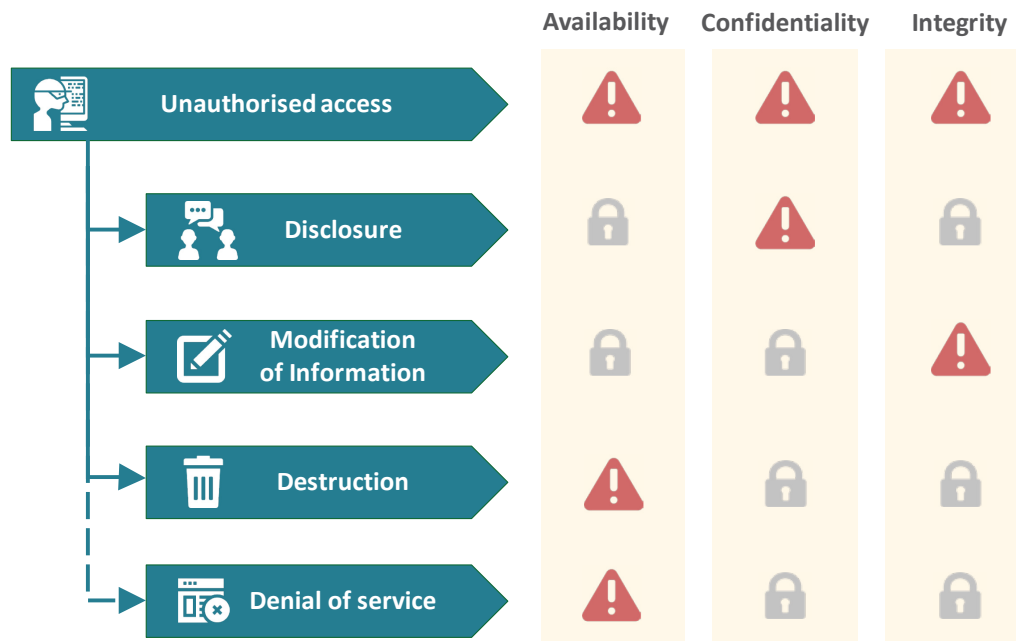 Availability Confidentiality Integrity
Unauthorised access
Disclosure
Modification
of Information
Destruction
Denial of service